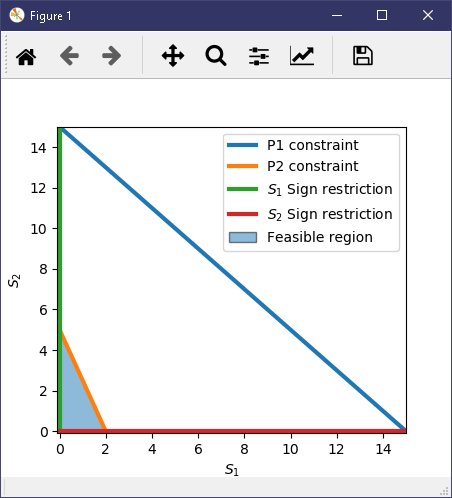 Figure 1
P1 constraint
P2 constraint
S₁ Sign restriction
S₂ Sign restriction
Feasible region
14
12
10
8
6
4
2
0
S₂
0 2 4 6 8 10 12 14
S₁